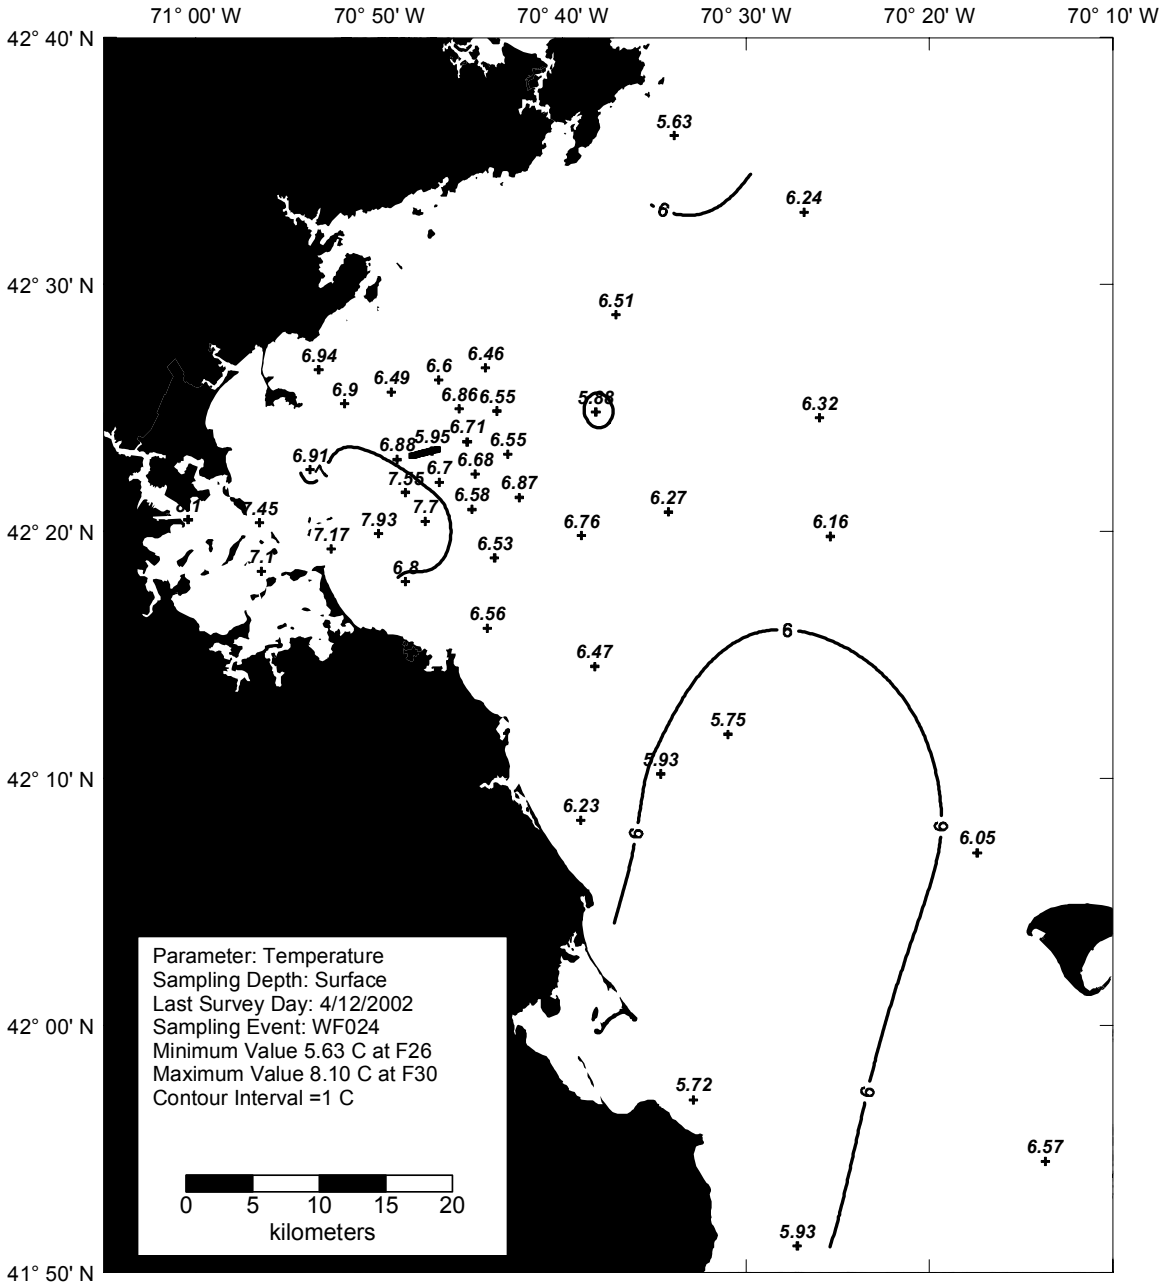 71° 00' W 70° 50' W 70° 40' W 70° 30' W 70° 20' W 70° 10' W
42° 40' N
5.63
6.24
6
42° 30' N
6.51
6.94 6.6 6.46
6.9 6.49 6.86 6.55 5.88 6.32
6.71
6.91 6.88 5.95 6.55
7.55 6.7 6.68 6.87
8.1 7.45 7.93 7.7 6.58 6.76 6.27 6.16
42° 20' N
7.17 6.53
7.1 6.8
6.56
6
6.47
5.75
5.93
42° 10' N
6.23
6 6 6.05
Parameter: Temperature
Sampling Depth: Surface
Last Survey Day: 4/12/2002
Sampling Event: WF024
Minimum Value 5.63 C at F26
Maximum Value 8.10 C at F30
Contour Interval =1 C
42° 00' N
5.72 6
6.57
0 5 10 15 20
kilometers
5.93
41° 50' N